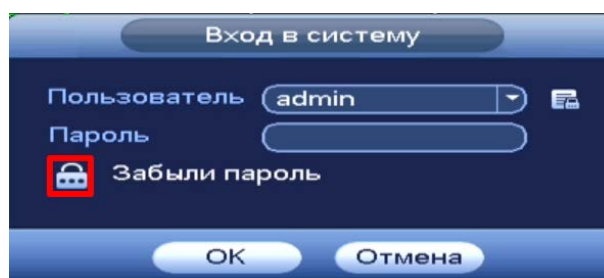 Вход в систему
Пользователь admin
Пароль
Забыли пароль
OK Отмена